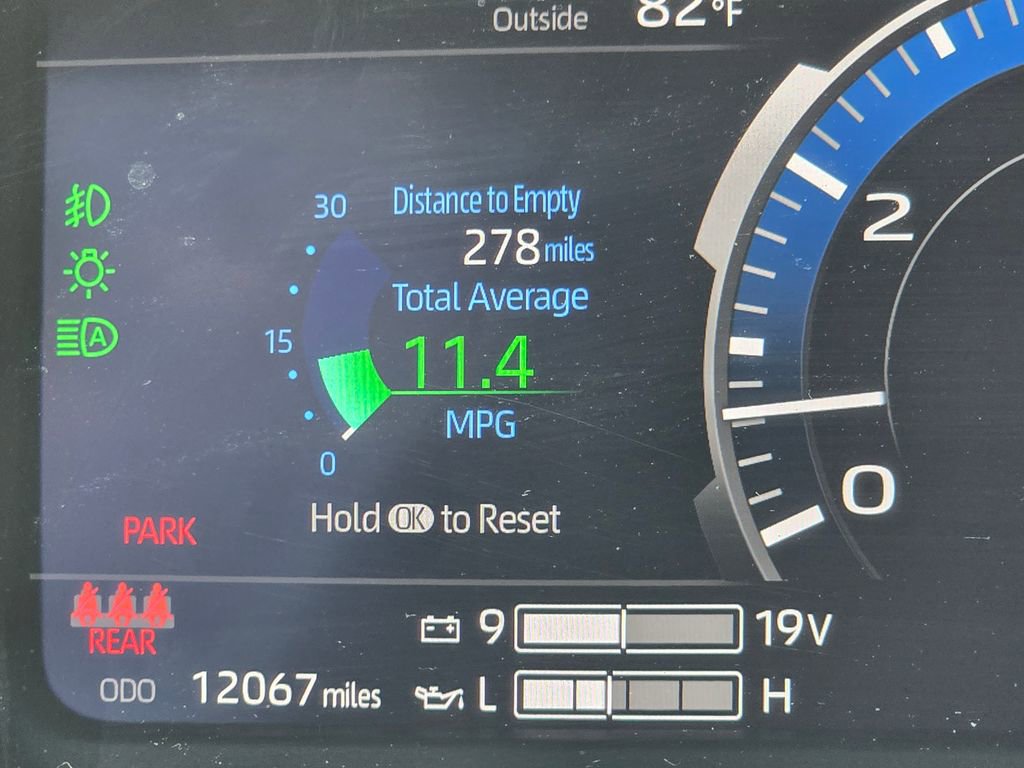 Outside 82°F
30 Distance to Empty
278 miles
Total Average
15 11.4
MPG
0
Hold OK to Reset
2
0
A
PARK
REAR
9 19V
ODO 12067 miles L H